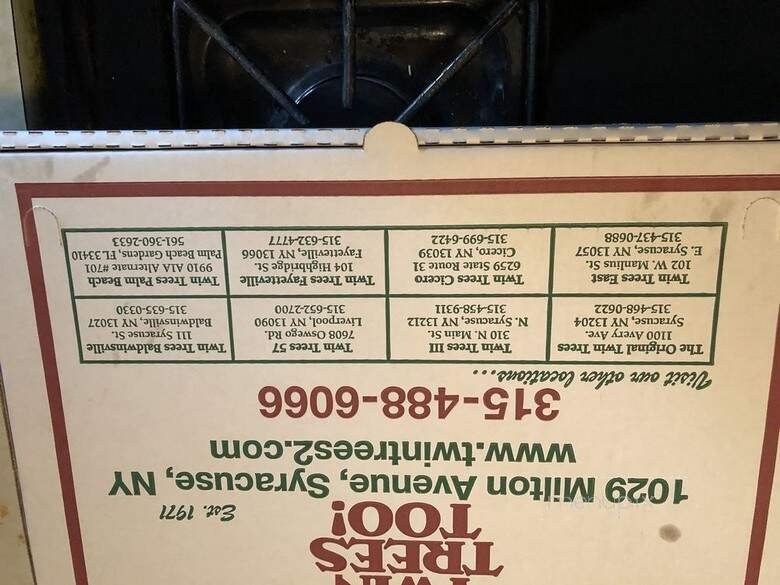 TWIN
TREES
TOO!
Est. 1971
1029 Milton Avenue, Syracuse, NY
www.twintrees2.com
315-488-6066
Visit our other locations....
The Original Twin Trees
1100 Avery Ave.
Syracuse, NY 13204
315-468-0622
Twin Trees III
310 N. Main St.
N. Syracuse, NY 13212
315-458-9311
Twin Trees 57
7608 Oswego Rd.
Liverpool, NY 13090
315-652-2700
Twin Trees Baldwinsville
111 Syracuse St.
Baldwinsville, NY 13027
315-635-0330
Twin Trees East
102 W. Manlius St.
E. Syracuse, NY 13057
315-437-0688
Twin Trees Cicero
6259 State Route 31
Cicero, NY 13039
315-699-6422
Twin Trees Fayetteville
104 Highbridge St.
Fayetteville, NY 13066
315-632-4777
Twin Trees Palm Beach
9910 A1A Alternate #701
Palm Beach Gardens, FL 33410
561-360-2633